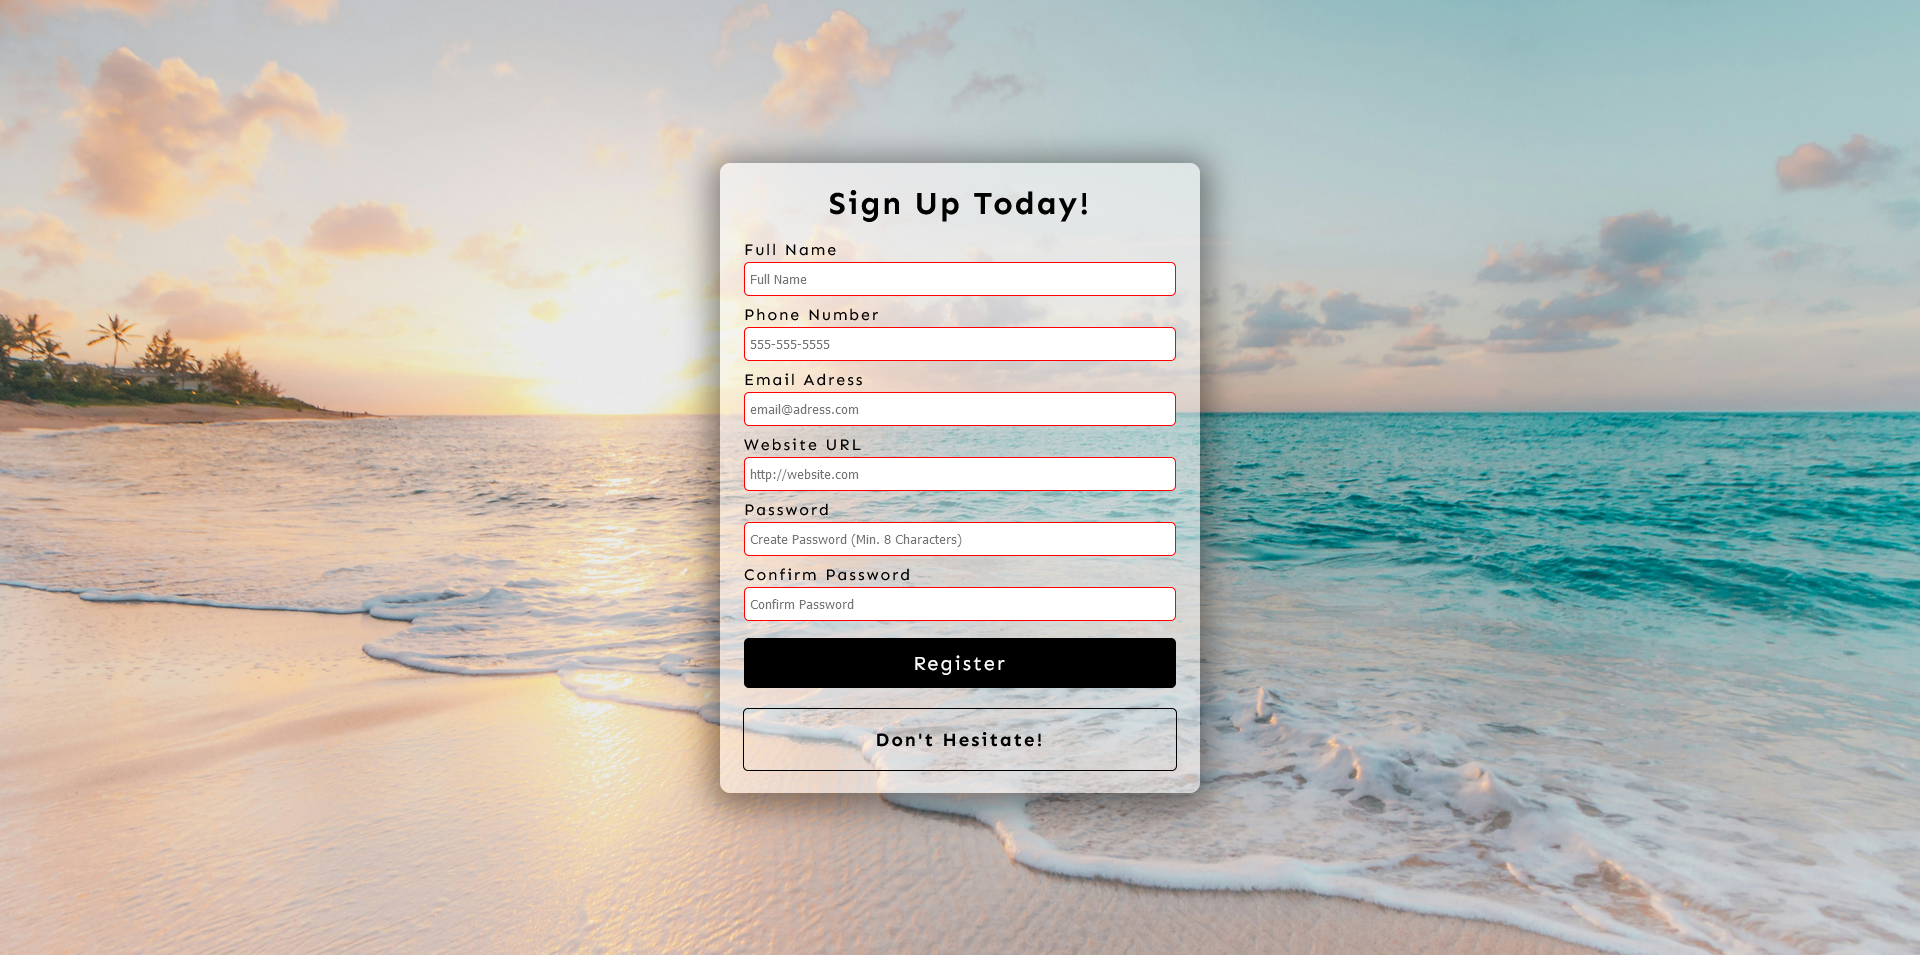 Sign Up Today!
Full Name
Full Name
Phone Number
555-555-5555
Email Adress
email@adress.com
Website URL
http://website.com
Password
Create Password (Min. 8 Characters)
Confirm Password
Confirm Password
Register
Don't Hesitate!